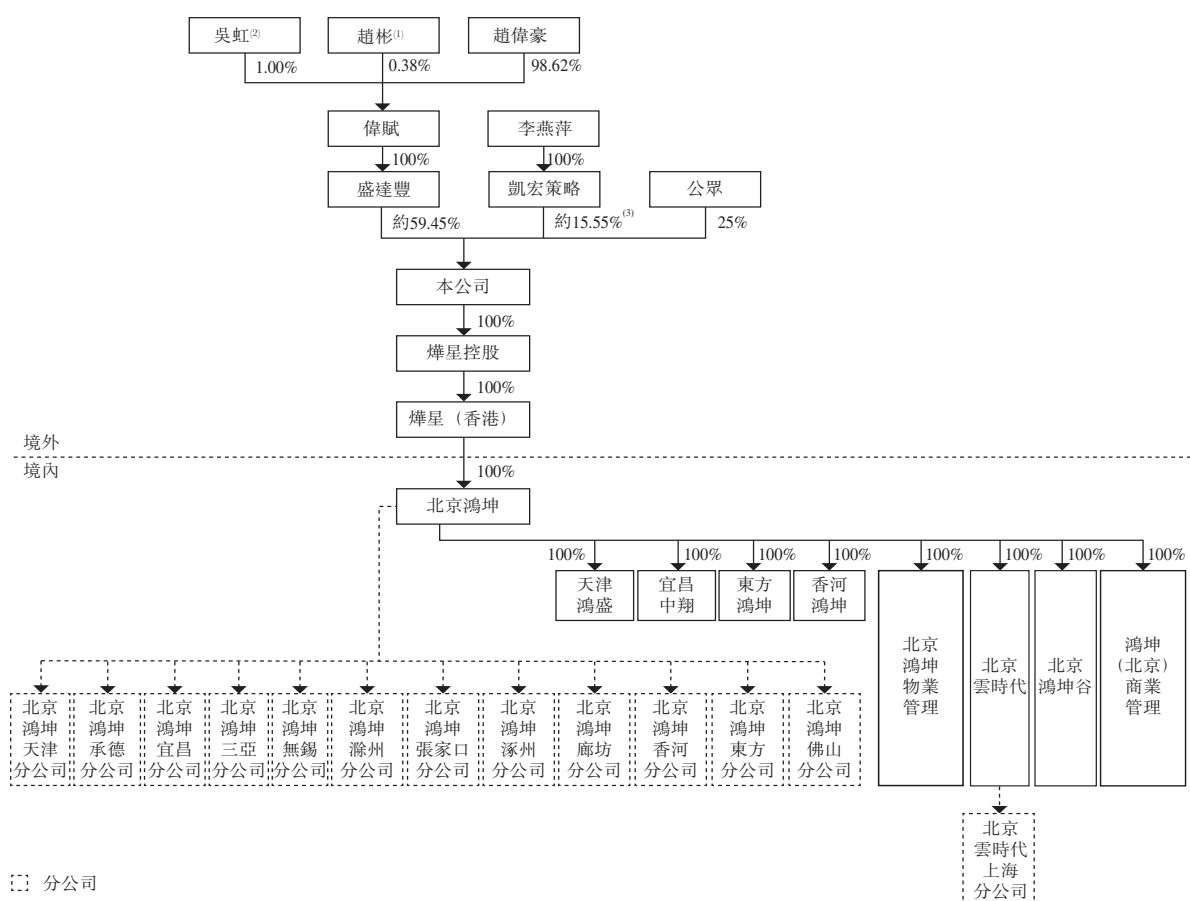 吳虹(2)
趙彬(1)
趙偉豪
1.00%
0.38%
98.62%
偉賦
李燕萍
100%
100%
盛達豐
凱宏策略
公眾
約59.45%
約15.55%(3)
25%
本公司
100%
燁星控股
100%
燁星（香港）
境外
境內
100%
北京鴻坤
100%
100%
100%
100%
100%
100%
100%
100%
天津
鴻盛
宜昌
中翔
東方
鴻坤
香河
鴻坤
北京
鴻坤
物業
管理
北京
雲時代
北京
鴻坤谷
鴻坤
（北京）
商業
管理
北京
鴻坤
天津
分公司
北京
鴻坤
承德
分公司
北京
鴻坤
宜昌
分公司
北京
鴻坤
三亞
分公司
北京
鴻坤
無錫
分公司
北京
鴻坤
滁州
分公司
北京
鴻坤
張家口
分公司
北京
鴻坤
涿州
分公司
北京
鴻坤
廊坊
分公司
北京
鴻坤
香河
分公司
北京
鴻坤
東方
分公司
北京
鴻坤
佛山
分公司
北京
雲時代
上海
分公司
分公司